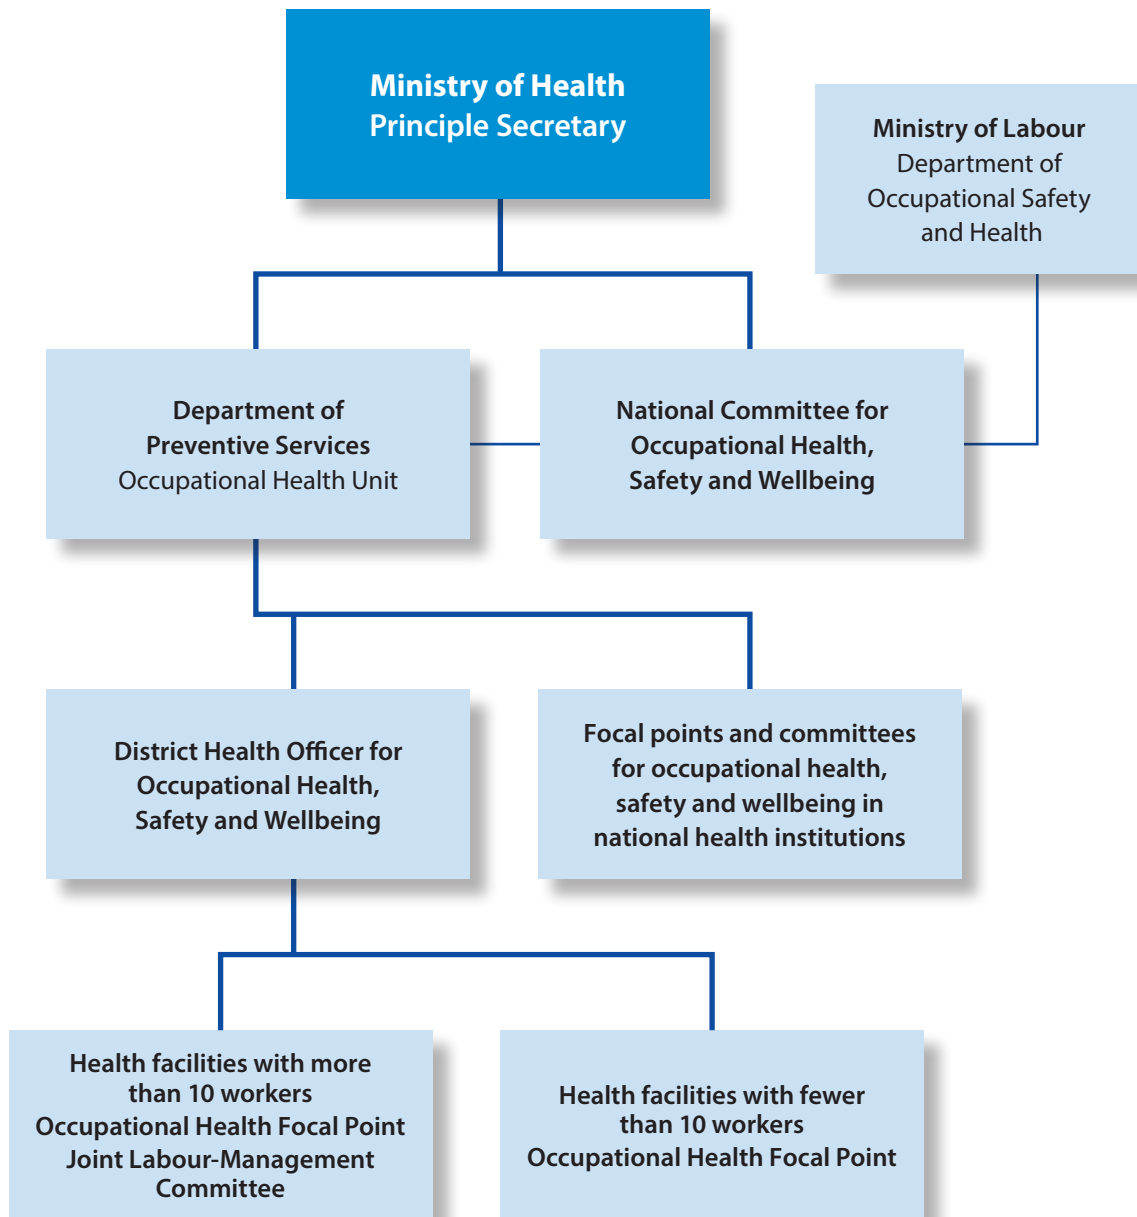 Ministry of Health
Principle Secretary
Ministry of Labour
Department of
Occupational Safety
and Health
Department of
Preventive Services
Occupational Health Unit
National Committee for
Occupational Health,
Safety and Wellbeing
District Health Officer for
Occupational Health,
Safety and Wellbeing
Focal points and committees
for occupational health,
safety and wellbeing in
national health institutions
Health facilities with more
than 10 workers
Occupational Health Focal Point
Joint Labour-Management
Committee
Health facilities with fewer
than 10 workers
Occupational Health Focal Point